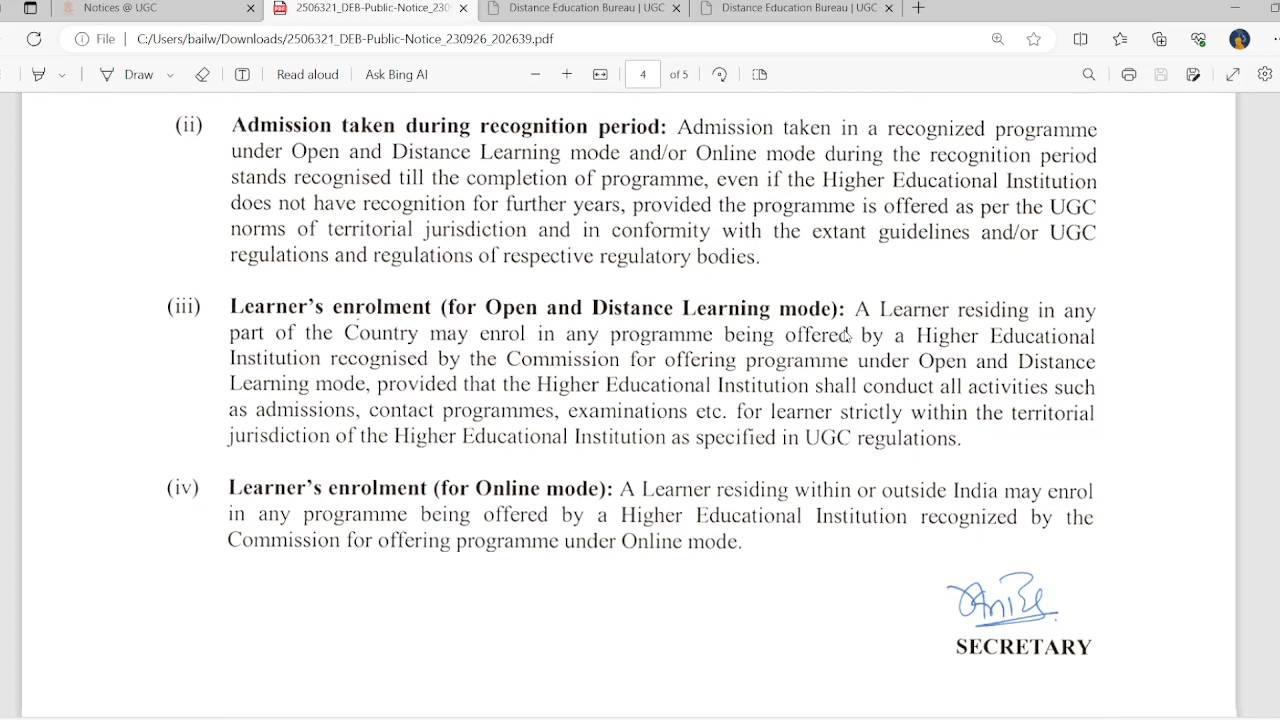 Notices @ UGC
2506321_DEB-Public-Notice_230
Distance Education Bureau | UGC
Distance Education Bureau | UGC
File | C:/Users/bailw/Downloads/2506321_DEB-Public-Notice_230926_202639.pdf
Draw
Read aloud
Ask Bing AI
4 of 5
(ii) Admission taken during recognition period: Admission taken in a recognized programme
under Open and Distance Learning mode and/or Online mode during the recognition period
stands recognised till the completion of programme, even if the Higher Educational Institution
does not have recognition for further years, provided the programme is offered as per the UGC
norms of territorial jurisdiction and in conformity with the extant guidelines and/or UGC
regulations and regulations of respective regulatory bodies.
(iii) Learner's enrolment (for Open and Distance Learning mode): A Learner residing in any
part of the Country may enrol in any programme being offered by a Higher Educational
Institution recognised by the Commission for offering programme under Open and Distance
Learning mode, provided that the Higher Educational Institution shall conduct all activities such
as admissions, contact programmes, examinations etc. for learner strictly within the territorial
jurisdiction of the Higher Educational Institution as specified in UGC regulations.
(iv) Learner's enrolment (for Online mode): A Learner residing within or outside India may enrol
in any programme being offered by a Higher Educational Institution recognized by the
Commission for offering programme under Online mode.
SECRETARY